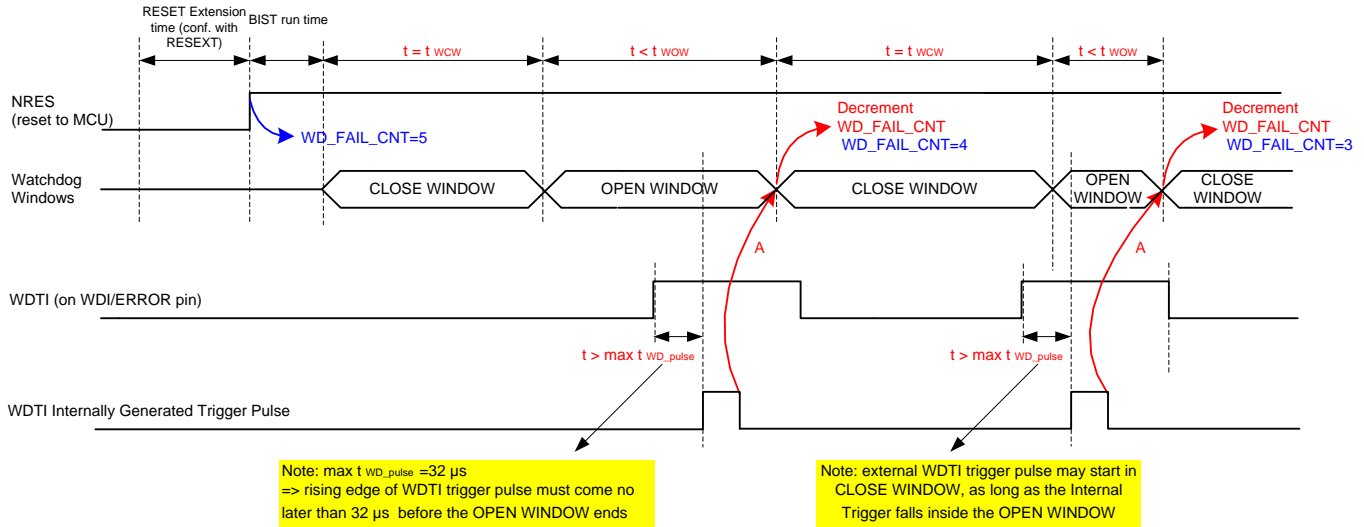 RESET Extension
time (conf. with
RESEXT)
BIST run time
t = t WCW
t < t WOW
t = t WCW
t < t WOW
NRES
(reset to MCU)
WD_FAIL_CNT=5
Decrement
WD_FAIL_CNT
WD_FAIL_CNT=4
Decrement
WD_FAIL_CNT
WD_FAIL_CNT=3
Watchdog
Windows
CLOSE WINDOW
OPEN WINDOW
CLOSE WINDOW
OPEN
WINDOW
CLOSE
WINDOW
A
A
WDTI (on WDI/ERROR pin)
t > max t WD_pulse
t > max t WD_pulse
WDTI Internally Generated Trigger Pulse
Note: max t WD_pulse =32 µs
=> rising edge of WDTI trigger pulse must come no
later than 32 µs before the OPEN WINDOW ends
Note: external WDTI trigger pulse may start in
CLOSE WINDOW, as long as the Internal
Trigger falls inside the OPEN WINDOW